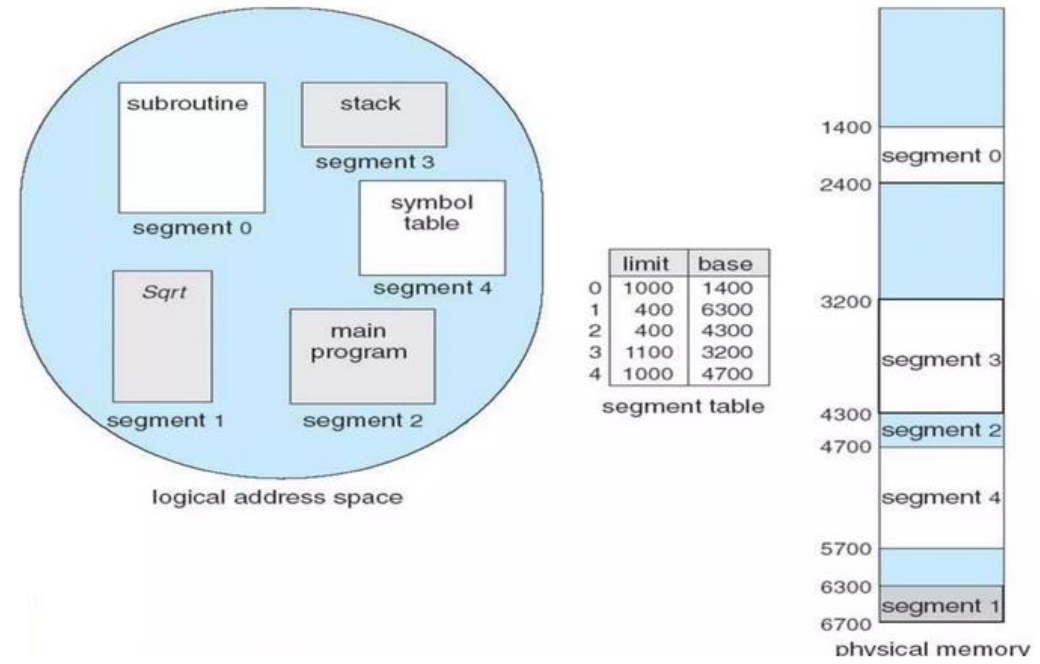 subroutine
segment 0
stack
segment 3
symbol
table
segment 4
Sqrt
segment 1
main
program
segment 2
logical address space
limit base
0 1000 1400
1 400 6300
2 400 4300
3 1100 3200
4 1000 4700
segment table
1400
segment 0
2400
3200
segment 3
4300
segment 2
4700
segment 4
5700
6300
segment 1
6700
physical memory